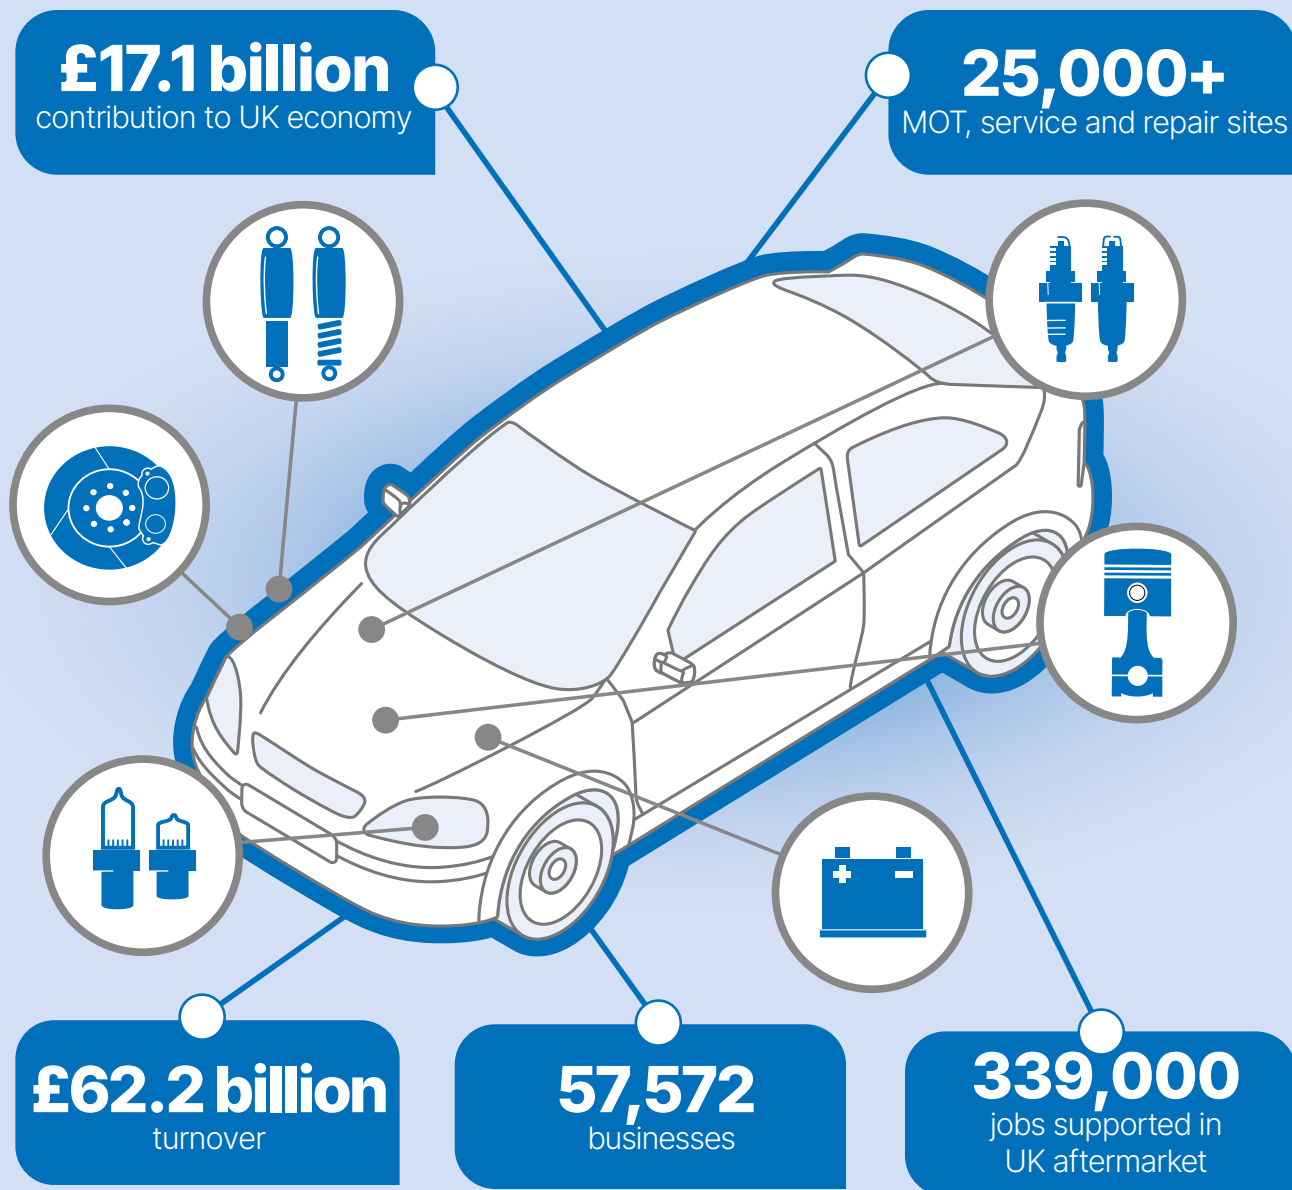 £17.1 billion
contribution to UK economy
25,000+
MOT, service and repair sites
£62.2 billion
turnover
57,572
businesses
339,000
jobs supported in
UK aftermarket